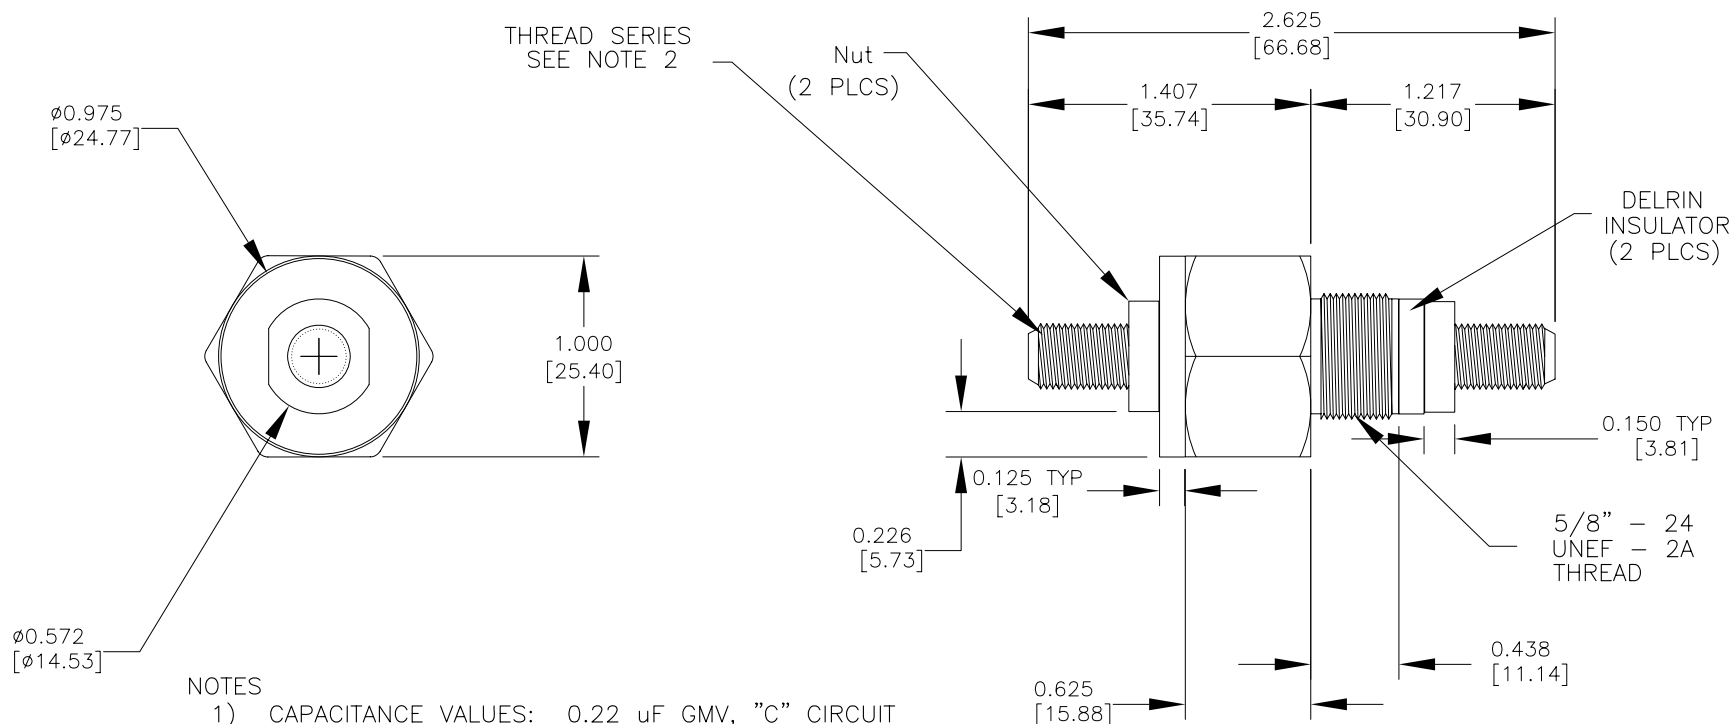 THREAD SERIES
SEE NOTE 2
Nut
(2 PLCS)
2.625
[66.68]
1.407
[35.74]
1.217
[30.90]
ø0.975
[ø24.77]
DELRIN
INSULATOR
(2 PLCS)
1.000
[25.40]
0.150 TYP
[3.81]
0.125 TYP
[3.18]
0.226
[5.73]
5/8" - 24
UNEF - 2A
THREAD
ø0.572
[ø14.53]
0.438
[11.14]
0.625
[15.88]
NOTES
1) CAPACITANCE VALUES: 0.22 uF GMV, "C" CIRCUIT